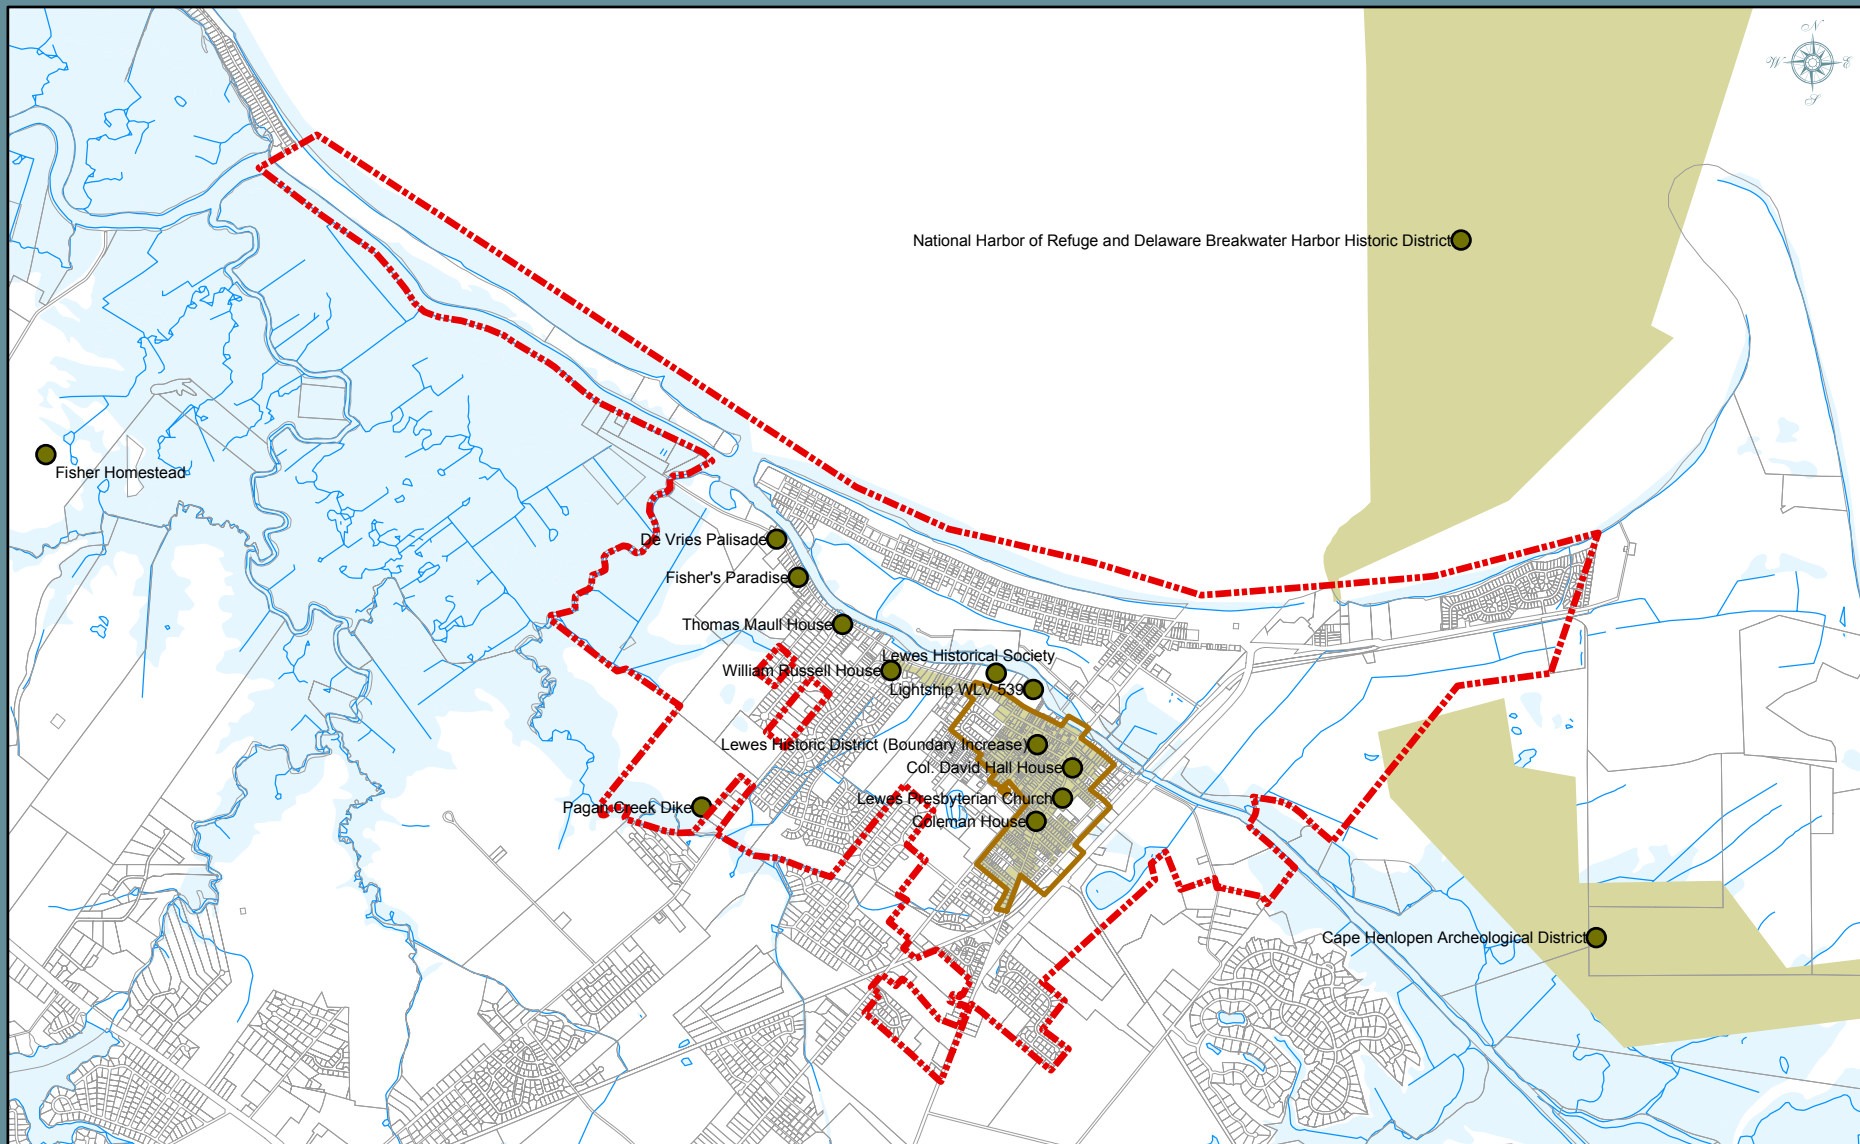 N
W E
S
National Harbor of Refuge and Delaware Breakwater Harbor Historic District
Fisher Homestead
De Vries Palisade
Fisher's Paradise
Thomas Maull House
Lewes Historical Society
William Russell House
Lightship WLV 539
Lewes Historic District (Boundary Increase)
Col. David Hall House
Lewes Presbyterian Church
Pagan Creek Dike
Coleman House
Cape Henlopen Archeological District